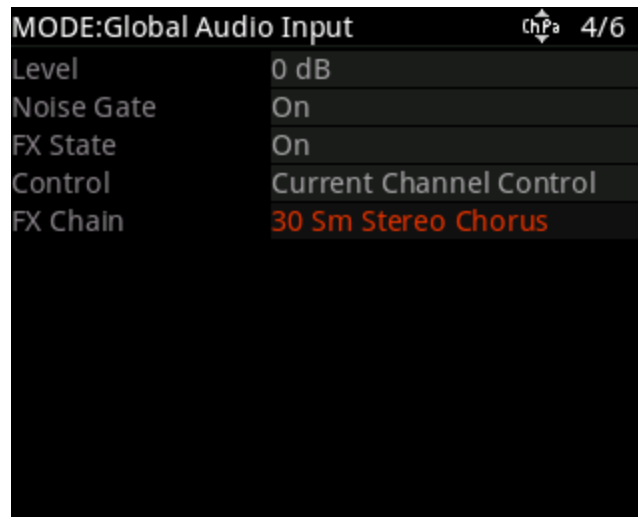 MODE:Global Audio Input ChPa 4/6
Level 0 dB
Noise Gate On
FX State On
Control Current Channel Control
FX Chain 30 Sm Stereo Chorus